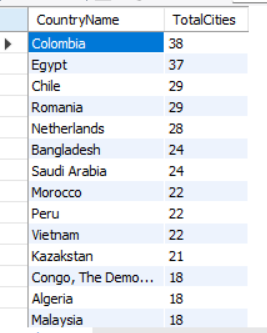 CountryName TotalCities
Colombia 38
Egypt 37
Chile 29
Romania 29
Netherlands 28
Bangladesh 24
Saudi Arabia 24
Morocco 22
Peru 22
Vietnam 22
Kazakstan 21
Congo, The Demo... 18
Algeria 18
Malaysia 18